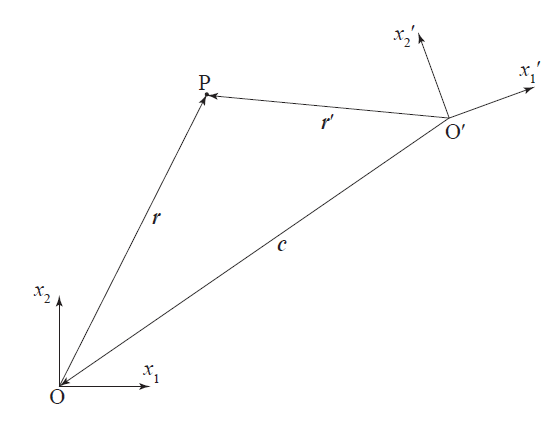 x₂′
x₁′
P
r′
O′
r
c
x₂
x₁
O